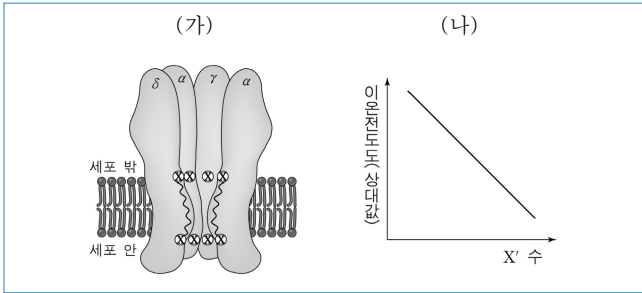 (가)
(나)
δ α γ α
세포 밖
X X X X
X X X X
세포 안
이온전도도(상대값)
X′ 수